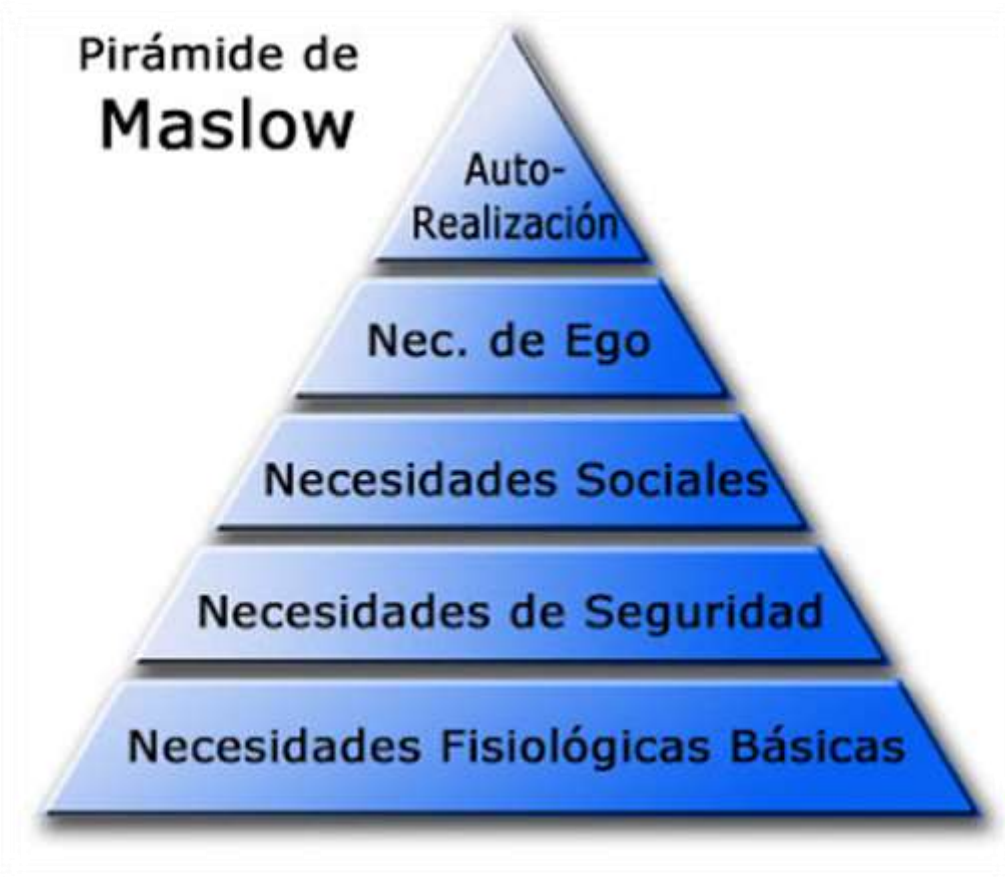 Pirámide de
Maslow
Auto-
Realización
Nec. de Ego
Necesidades Sociales
Necesidades de Seguridad
Necesidades Fisiológicas Básicas